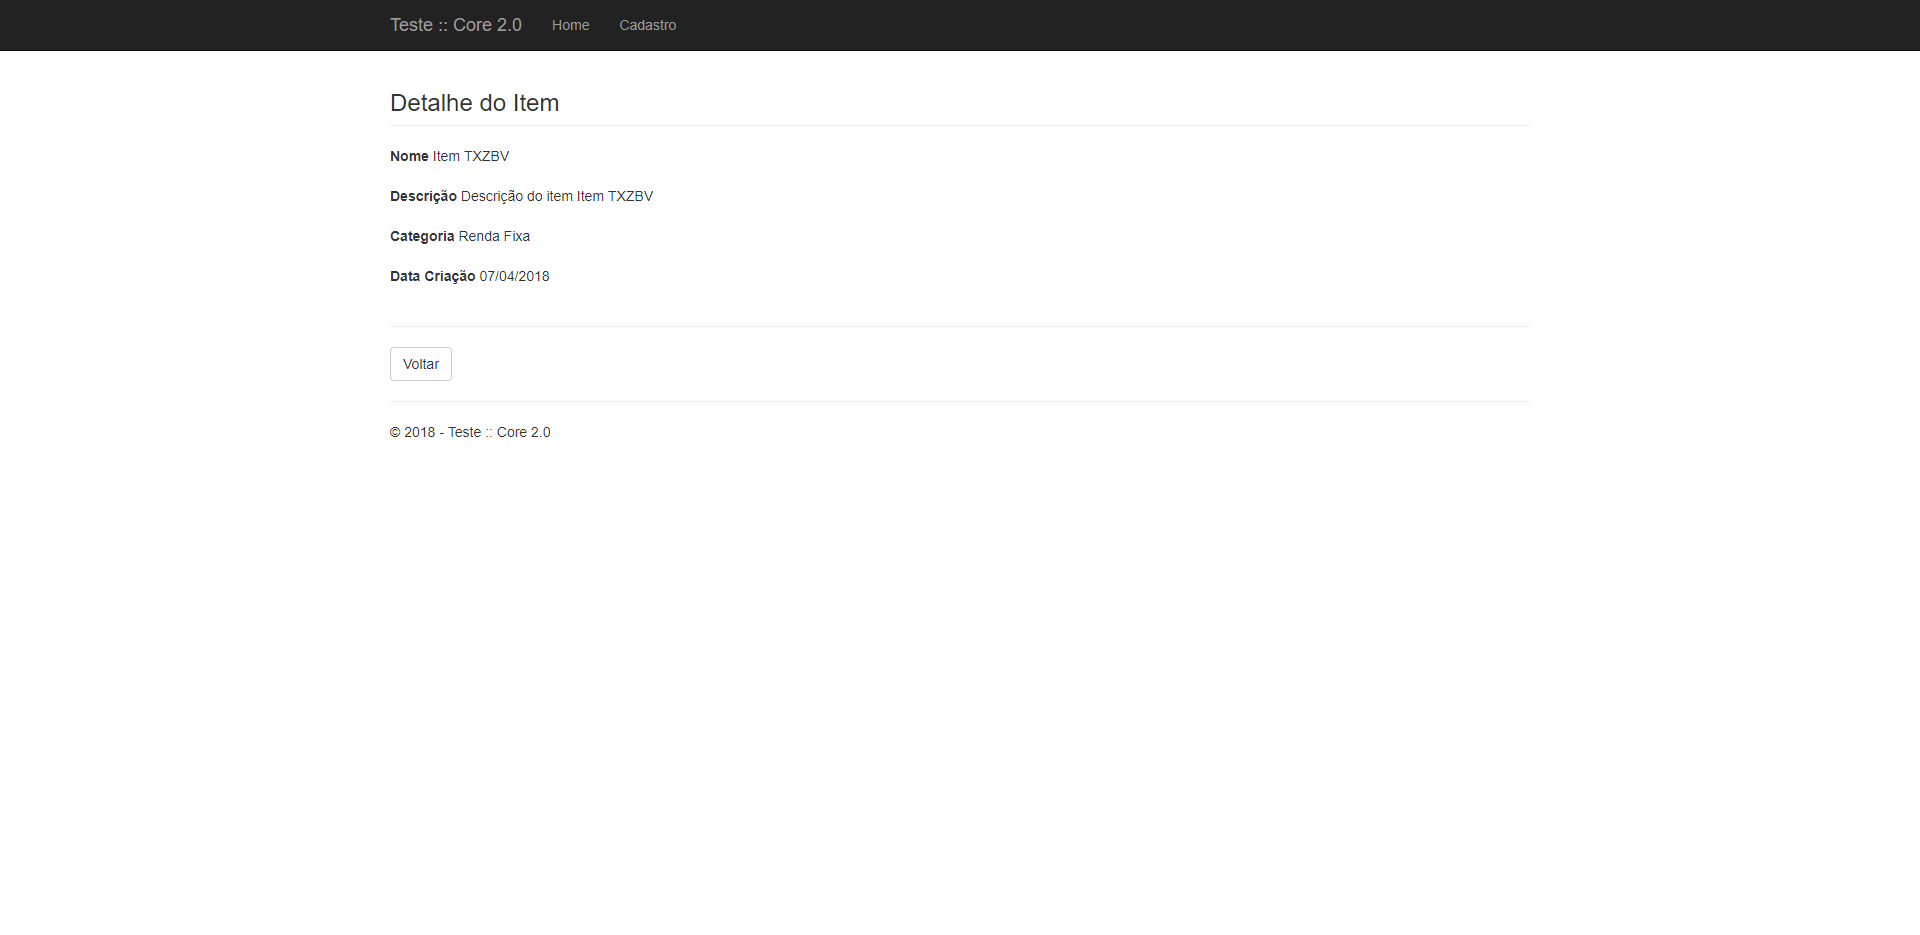 Teste :: Core 2.0 Home Cadastro
Detalhe do Item
Nome Item TXZBV
Descrição Descrição do item Item TXZBV
Categoria Renda Fixa
Data Criação 07/04/2018
Voltar
© 2018 - Teste :: Core 2.0